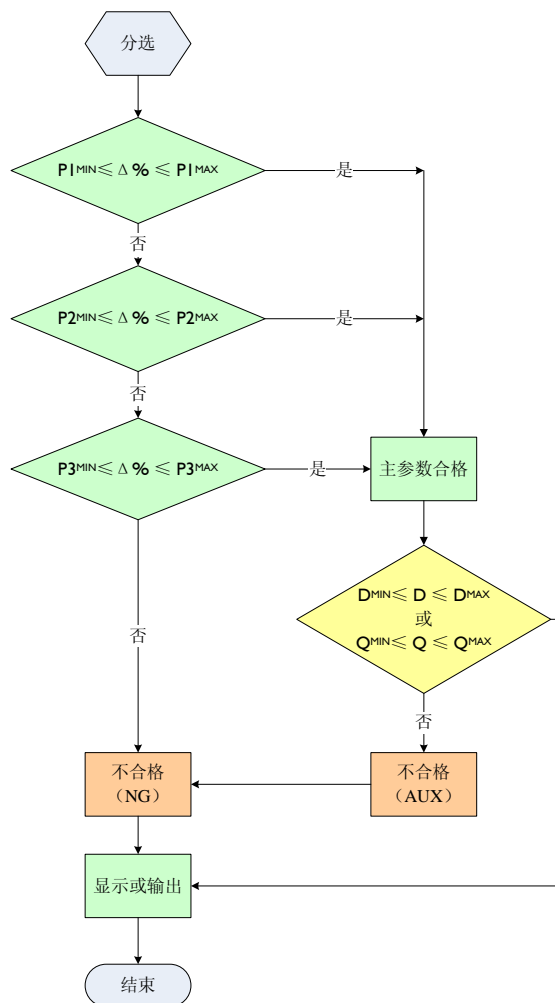 分选
P1MIN≤ Δ % ≤ P1MAX
是
否
P2MIN≤ Δ % ≤ P2MAX
是
否
P3MIN≤ Δ % ≤ P3MAX
是
主参数合格
DMIN≤ D ≤ DMAX
或
QMIN≤ Q ≤ QMAX
否
否
不合格
（NG）
不合格
（AUX）
显示或输出
结束